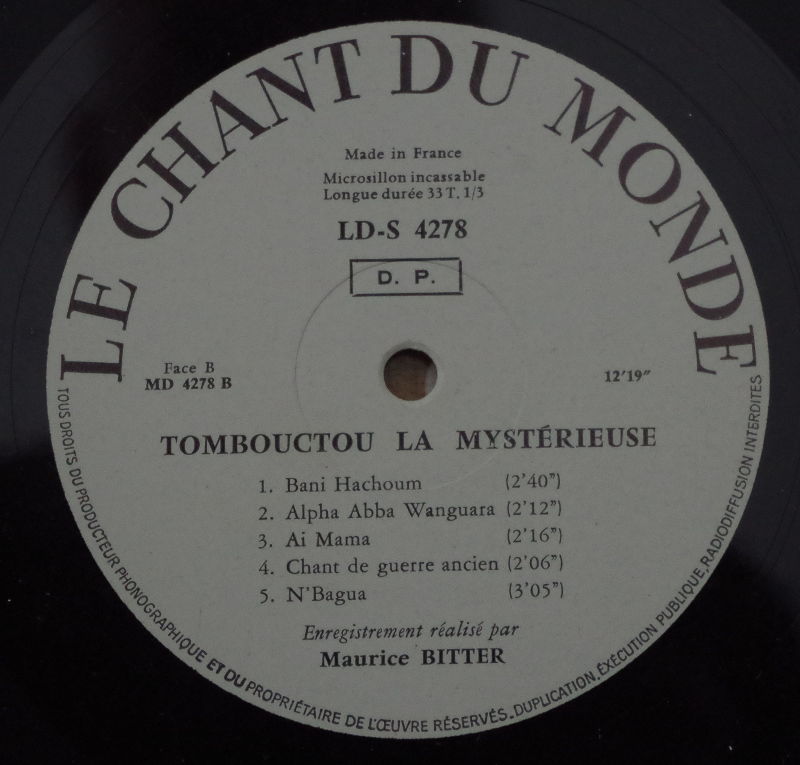 LE CHANT DU MONDE
Made in France
Microsillon incassable
Longue durée 33 T. 1/3
LD-S 4278
D. P.
Face B
MD 4278 B
12'19"
TOMBOUCTOU LA MYSTÉRIEUSE
1. Bani Hachoum (2'40")
2. Alpha Abba Wanguara (2'12")
3. Ai Mama (2'16")
4. Chant de guerre ancien (2'06")
5. N'Bagua (3'05")
Enregistrement réalisé par
Maurice BITTER
TOUS DROITS DU PRODUCTEUR PHONOGRAPHIQUE ET DU PROPRIÉTAIRE DE L'ŒUVRE RÉSERVÉS. DUPLICATION, EXÉCUTION PUBLIQUE, RADIODIFFUSION INTERDITES